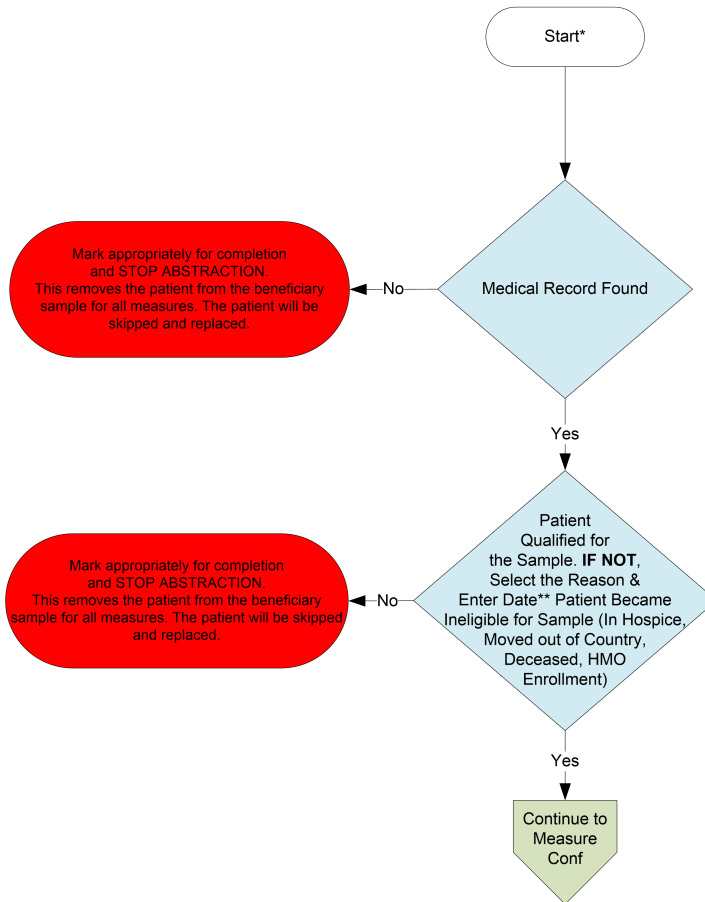 Start*
Medical Record Found
No
Mark appropriately for completion
and STOP ABSTRACTION.
This removes the patient from the beneficiary
sample for all measures. The patient will be
skipped and replaced.
Yes
Patient
Qualified for
the Sample. IF NOT,
Select the Reason &
Enter Date** Patient Became
Ineligible for Sample (In Hospice,
Moved out of Country,
Deceased, HMO
Enrollment)
No
Mark appropriately for completion
and STOP ABSTRACTION.
This removes the patient from the beneficiary
sample for all measures. The patient will be skipped
and replaced.
Yes
Continue to
Measure
Conf